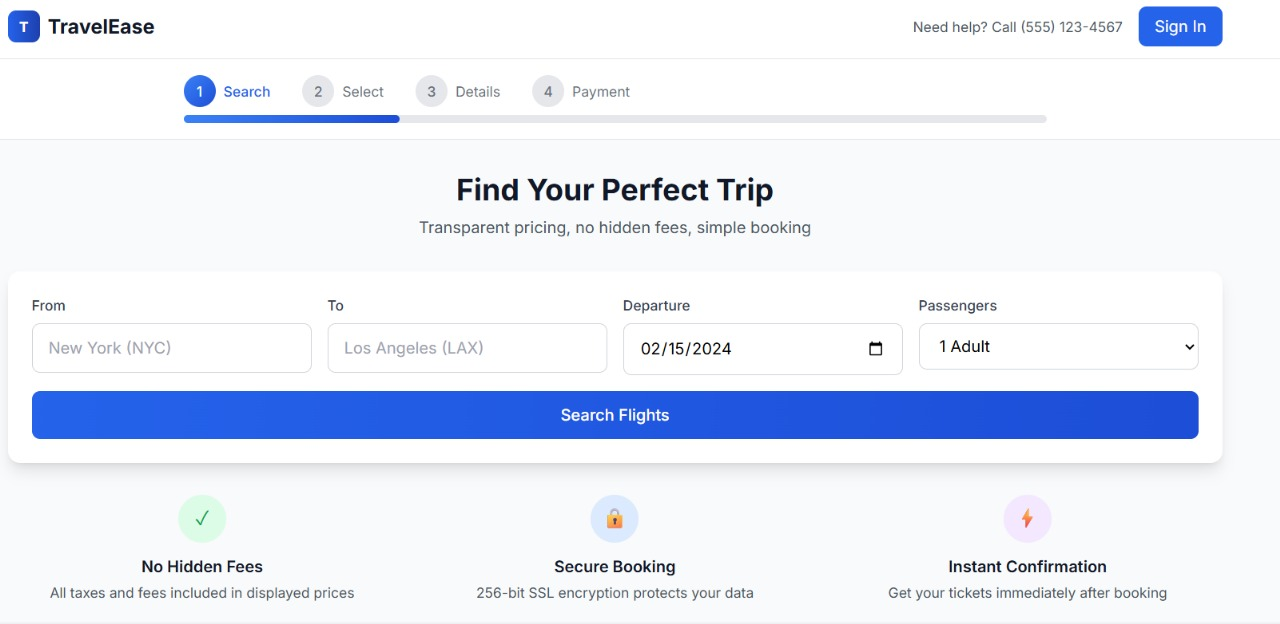 T TravelEase
Need help? Call (555) 123-4567
Sign In
1 Search
2 Select
3 Details
4 Payment
Find Your Perfect Trip
Transparent pricing, no hidden fees, simple booking
From
To
Departure
Passengers
New York (NYC)
Los Angeles (LAX)
02/15/2024
1 Adult
Search Flights
✓
No Hidden Fees
All taxes and fees included in displayed prices
Secure Booking
256-bit SSL encryption protects your data
Instant Confirmation
Get your tickets immediately after booking